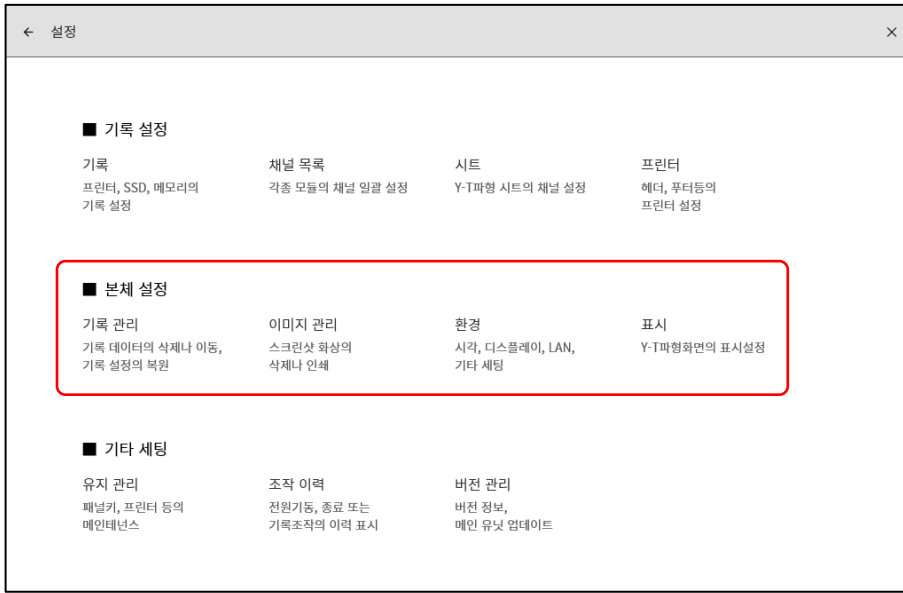 ← 설정 ×
■ 기록 설정
기록
프린터, SSD, 메모리의
기록 설정
채널 목록
각종 모듈의 채널 일괄 설정
시트
Y-T파형 시트의 채널 설정
프린터
헤더, 푸터등의
프린터 설정
■ 본체 설정
기록 관리
기록 데이터의 삭제나 이동,
기록 설정의 복원
이미지 관리
스크린샷 화상의
삭제나 인쇄
환경
시각, 디스플레이, LAN,
기타 세팅
표시
Y-T파형화면의 표시설정
■ 기타 세팅
유지 관리
패널키, 프린터 등의
메인테넌스
조작 이력
전원기동, 종료 또는
기록조작의 이력 표시
버전 관리
버전 정보,
메인 유닛 업데이트